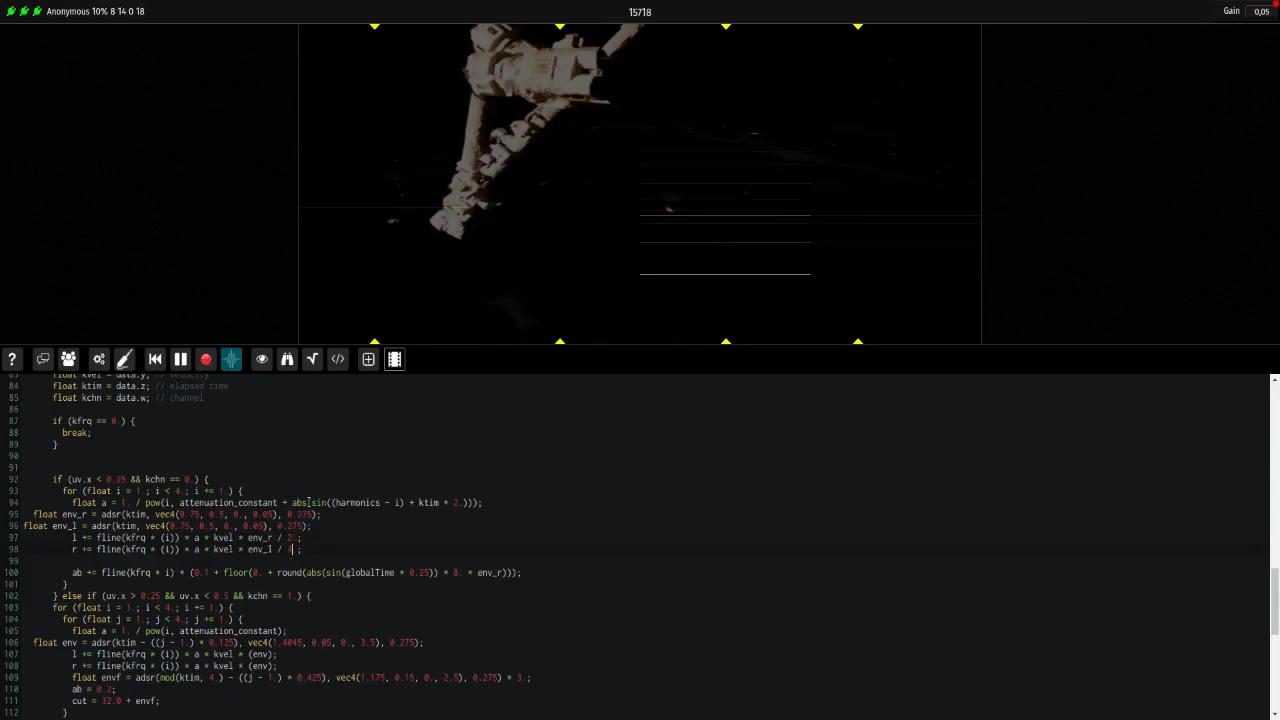 Anonymous 10% 8 14 0 18
15718
Gain 0,05
83 float kvel = data.y; // velocity
84 float ktim = data.z; // elapsed time
85 float kchn = data.w; // channel
86
87 if (kfrq == 0.) {
88 break;
89 }
90
91
92 if (uv.x < 0.25 && kchn == 0.) {
93 for (float i = 1.; i < 4.; i += 1.) {
94 float a = 1. / pow(i, attenuation_constant + abs(sin((harmonics - i) + ktim * 2.)));
95 float env_r = adsr(ktim, vec4(0.75, 0.5, 0., 0.05), 0.275);
96 float env_l = adsr(ktim, vec4(0.75, 0.5, 0., 0.05), 0.275);
97 l += fline(kfrq * (i)) * a * kvel * env_r / 2.;
98 r += fline(kfrq * (i)) * a * kvel * env_l / 4.;
99
100 ab += fline(kfrq * i) * (0.1 + floor(0. + round(abs(sin(globalTime * 0.25)) * 8. * env_r)));
101 }
102 } else if (uv.x > 0.25 && uv.x < 0.5 && kchn == 1.) {
103 for (float i = 1.; i < 4.; i += 1.) {
104 for (float j = 1.; j < 4.; j += 1.) {
105 float a = 1. / pow(i, attenuation_constant);
106 float env = adsr(ktim - ((j - 1.) * 0.125), vec4(1.4045, 0.05, 0., 3.5), 0.275);
107 l += fline(kfrq * (i)) * a * kvel * (env);
108 r += fline(kfrq * (i)) * a * kvel * (env);
109 float envf = adsr(mod(ktim, 4.) - ((j - 1.) * 0.425), vec4(1.175, 0.15, 0., 2.5), 0.275) * 3.;
110 ab = 0.2;
111 cut = 32.0 + envf;
112 }